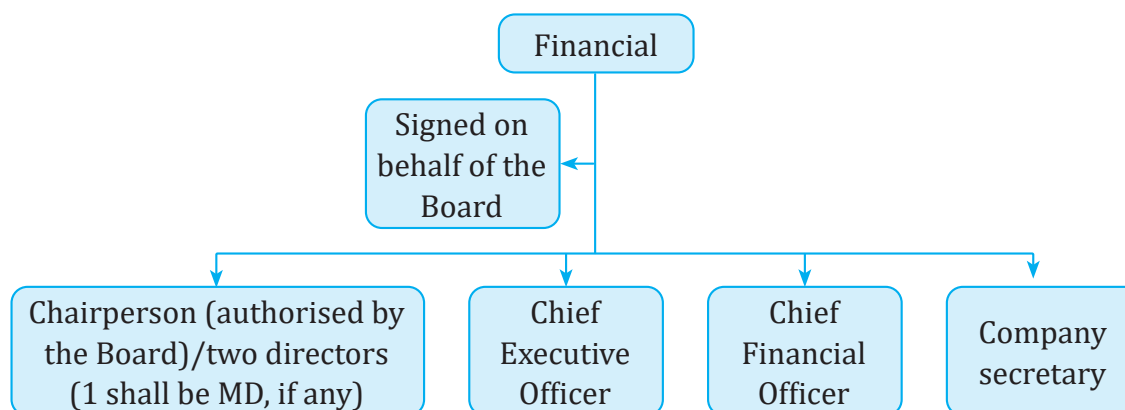 Financial
Signed on
behalf of the
Board
Chairperson (authorised by
the Board)/two directors
(1 shall be MD, if any)
Chief
Executive
Officer
Chief
Financial
Officer
Company
secretary